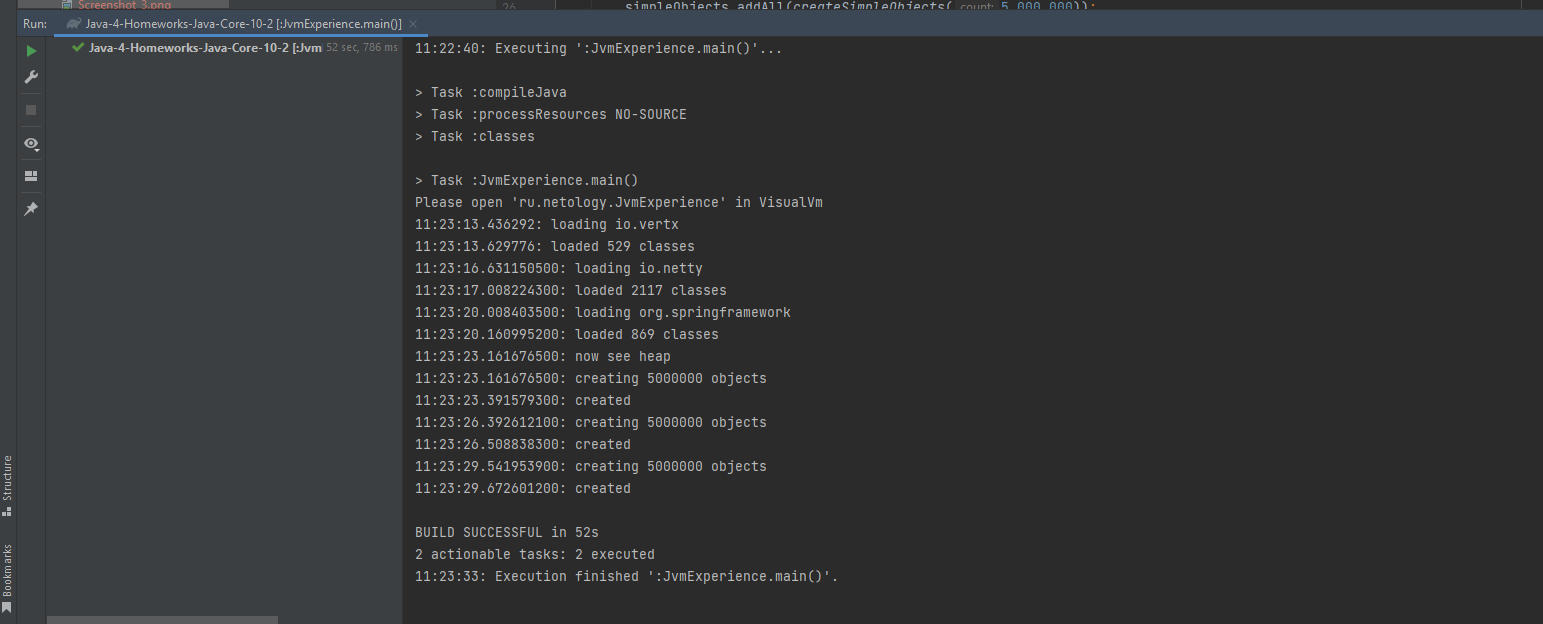 Screenshot 3.png
26 simpleObjects.addAll(createSimpleObjects( count: 5_000_000));
Run: Java-4-Homeworks-Java-Core-10-2 [:JvmExperience.main()] ×
Java-4-Homeworks-Java-Core-10-2 [:Jvm 52 sec, 786 ms
11:22:40: Executing ':JvmExperience.main()'...
> Task :compileJava
> Task :processResources NO-SOURCE
> Task :classes
> Task :JvmExperience.main()
Please open 'ru.netology.JvmExperience' in VisualVm
11:23:13.436292: loading io.vertx
11:23:13.629776: loaded 529 classes
11:23:16.631150500: loading io.netty
11:23:17.008224300: loaded 2117 classes
11:23:20.008403500: loading org.springframework
11:23:20.160995200: loaded 869 classes
11:23:23.161676500: now see heap
11:23:23.161676500: creating 5000000 objects
11:23:23.391579300: created
11:23:26.392612100: creating 5000000 objects
11:23:26.508838300: created
11:23:29.541953900: creating 5000000 objects
11:23:29.672601200: created
BUILD SUCCESSFUL in 52s
2 actionable tasks: 2 executed
11:23:33: Execution finished ':JvmExperience.main()'.
Structure
Bookmarks